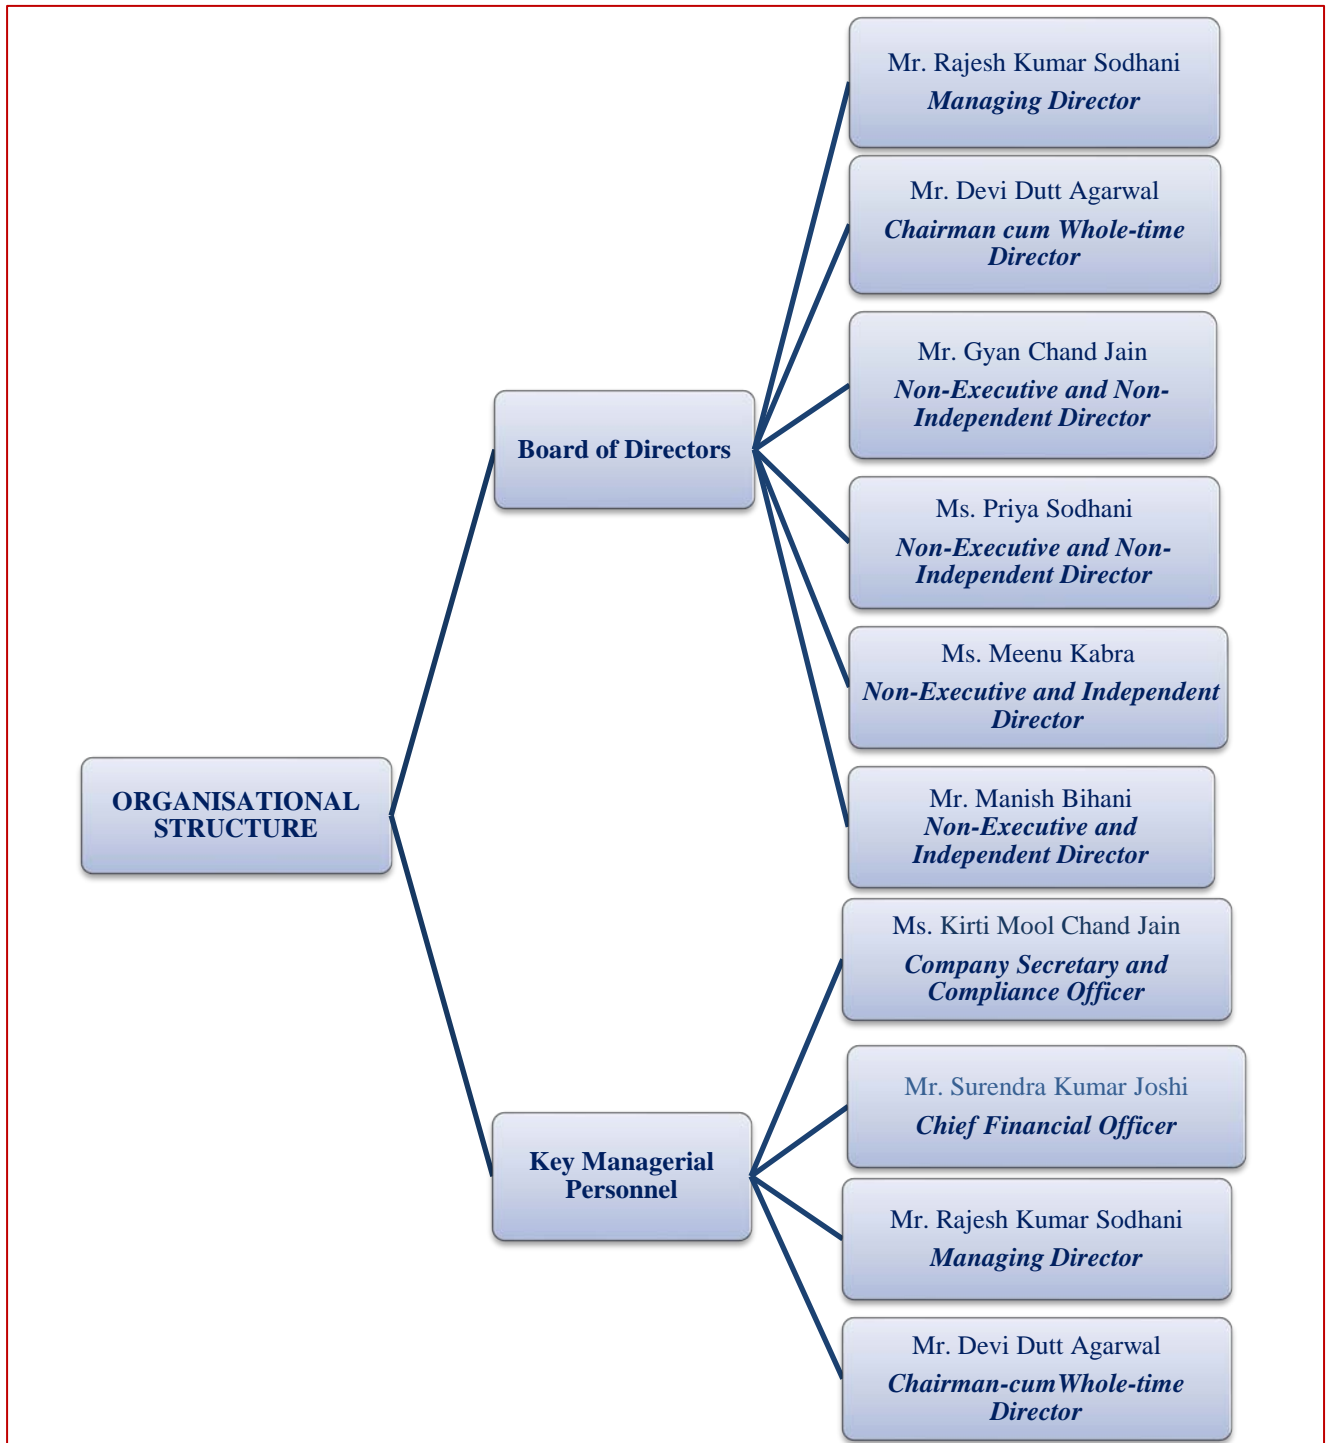 Mr. Rajesh Kumar Sodhani
Managing Director
Mr. Devi Dutt Agarwal
Chairman cum Whole-time
Director
Mr. Gyan Chand Jain
Non-Executive and Non-
Independent Director
Board of Directors
Ms. Priya Sodhani
Non-Executive and Non-
Independent Director
Ms. Meenu Kabra
Non-Executive and Independent
Director
Mr. Manish Bihani
Non-Executive and
Independent Director
ORGANISATIONAL
STRUCTURE
Ms. Kirti Mool Chand Jain
Company Secretary and
Compliance Officer
Mr. Surendra Kumar Joshi
Chief Financial Officer
Key Managerial
Personnel
Mr. Rajesh Kumar Sodhani
Managing Director
Mr. Devi Dutt Agarwal
Chairman-cumWhole-time
Director